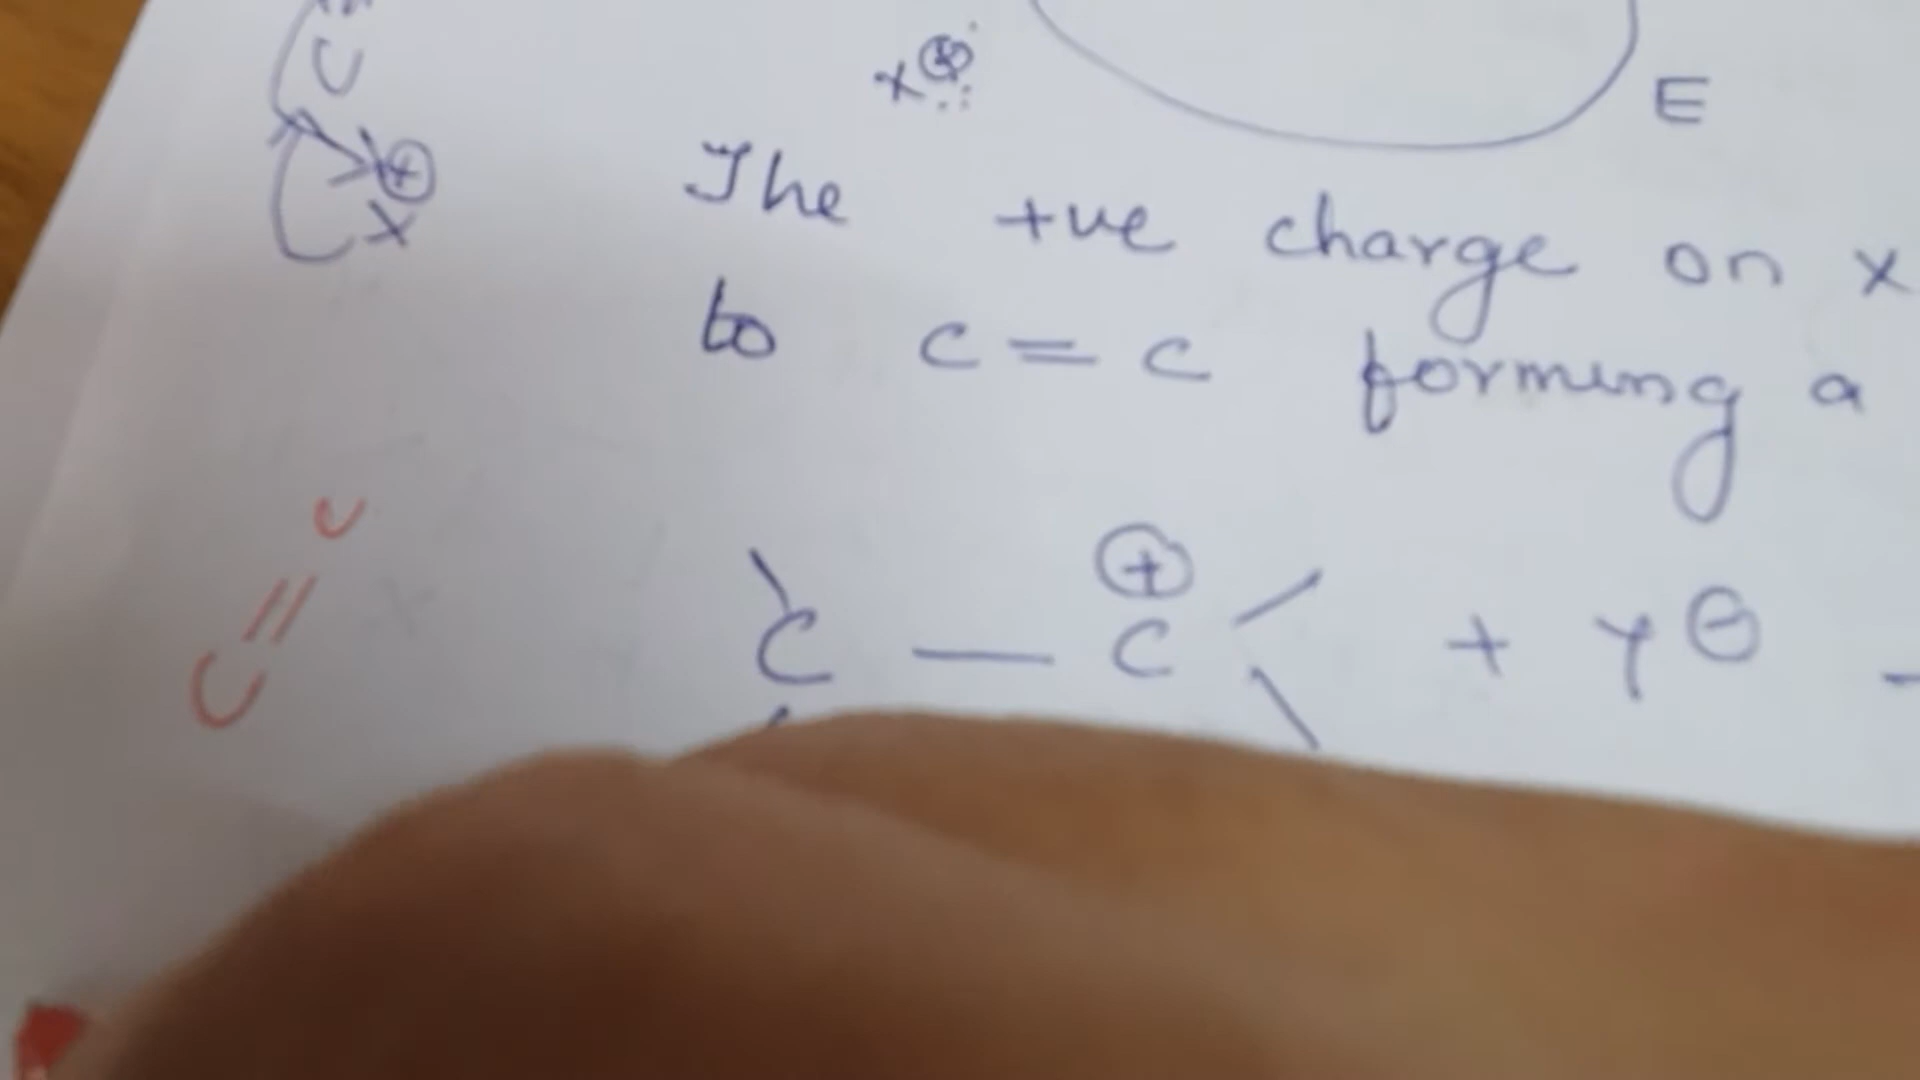 X⊕
E
The +ve charge on x
to c = c forming a
⊕
C — C + Y⊖ -
C
⊕
X
C
=
C